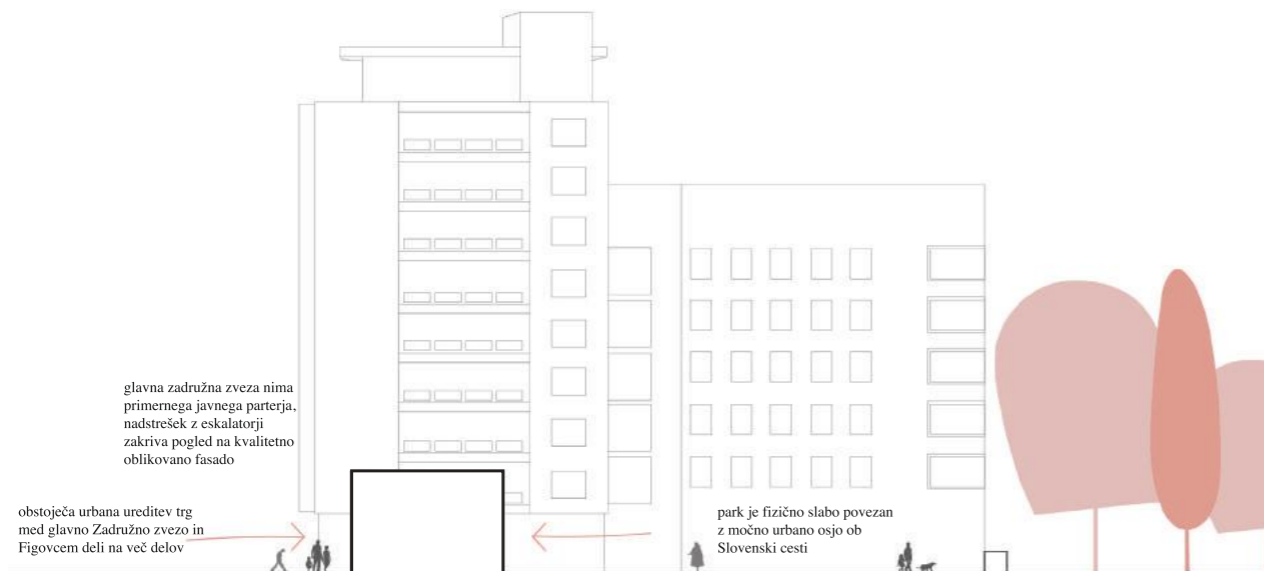 glavna zadružna zveza nima
primernega javnega parterja,
nadstrešek z eskalatorji
zakriva pogled na kvalitetno
oblikovano fasado
obstoječa urbana ureditev trg
med glavno Zadružno zvezo in
Figovcem deli na več delov
park je fizično slabo povezan
z močno urbano osjo ob
Slovenski cesti